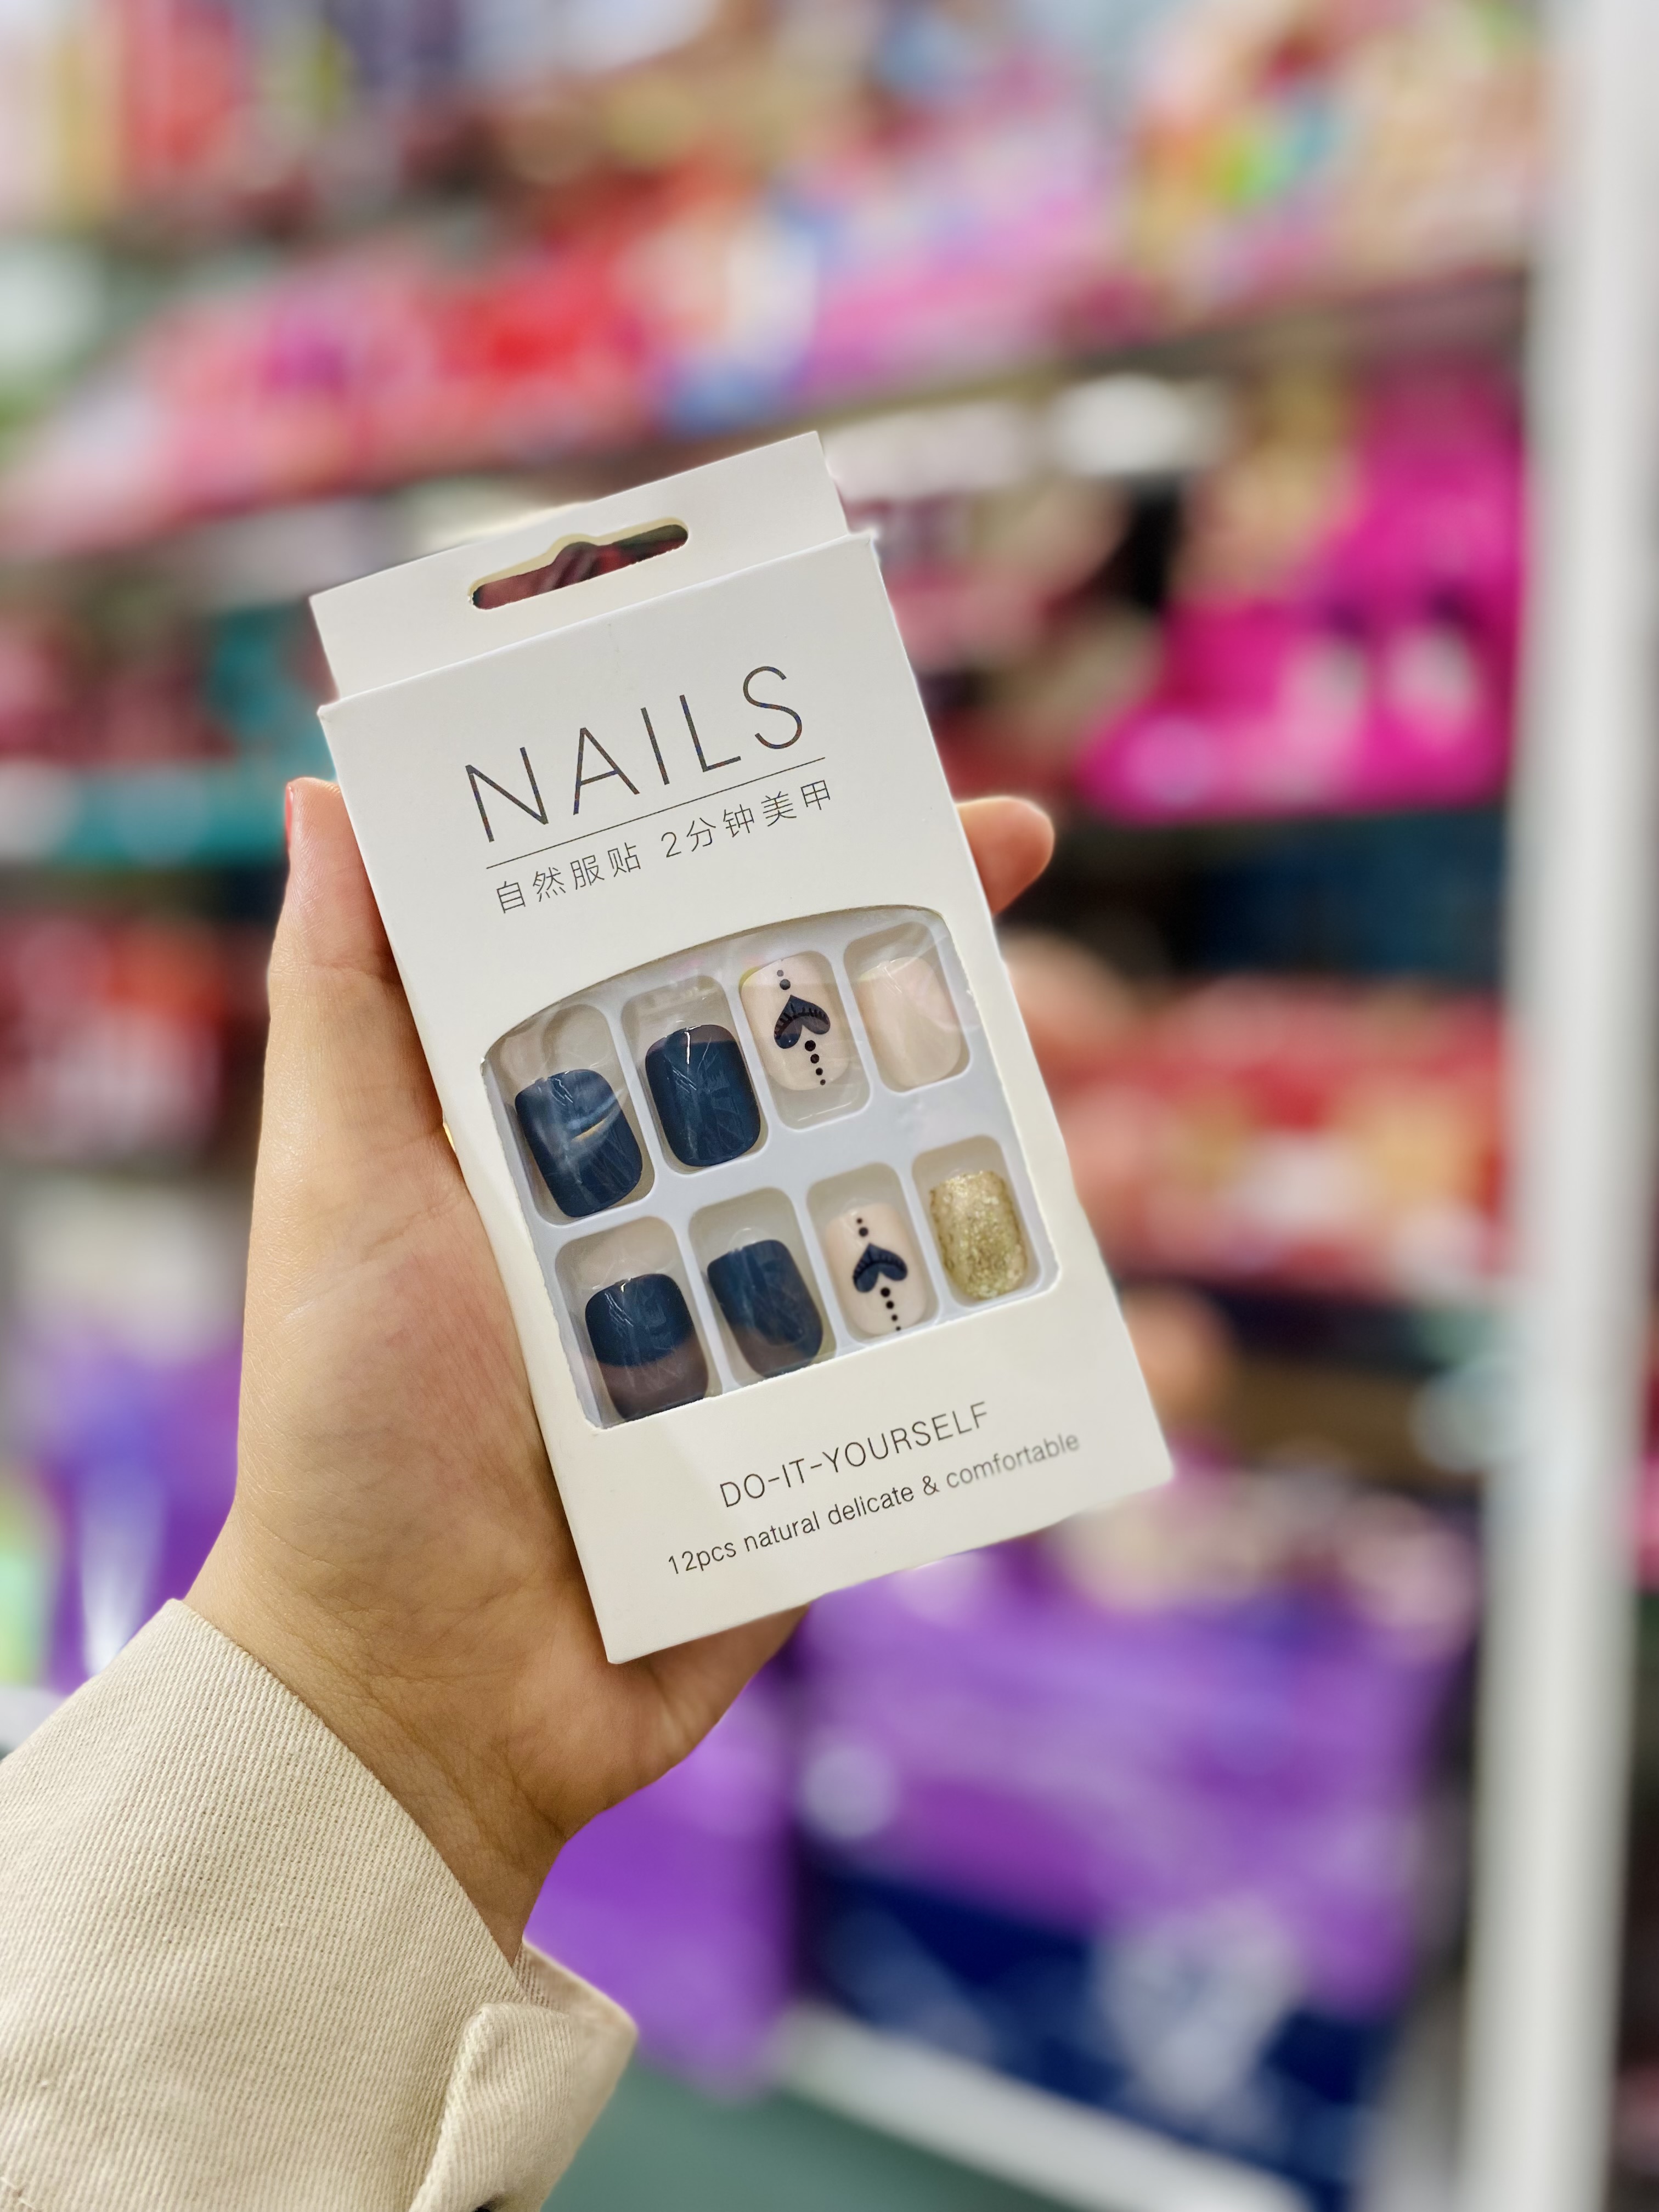 NAILS
自然服贴 2分钟美甲
DO-IT-YOURSELF
12pcs natural delicate & comfortable